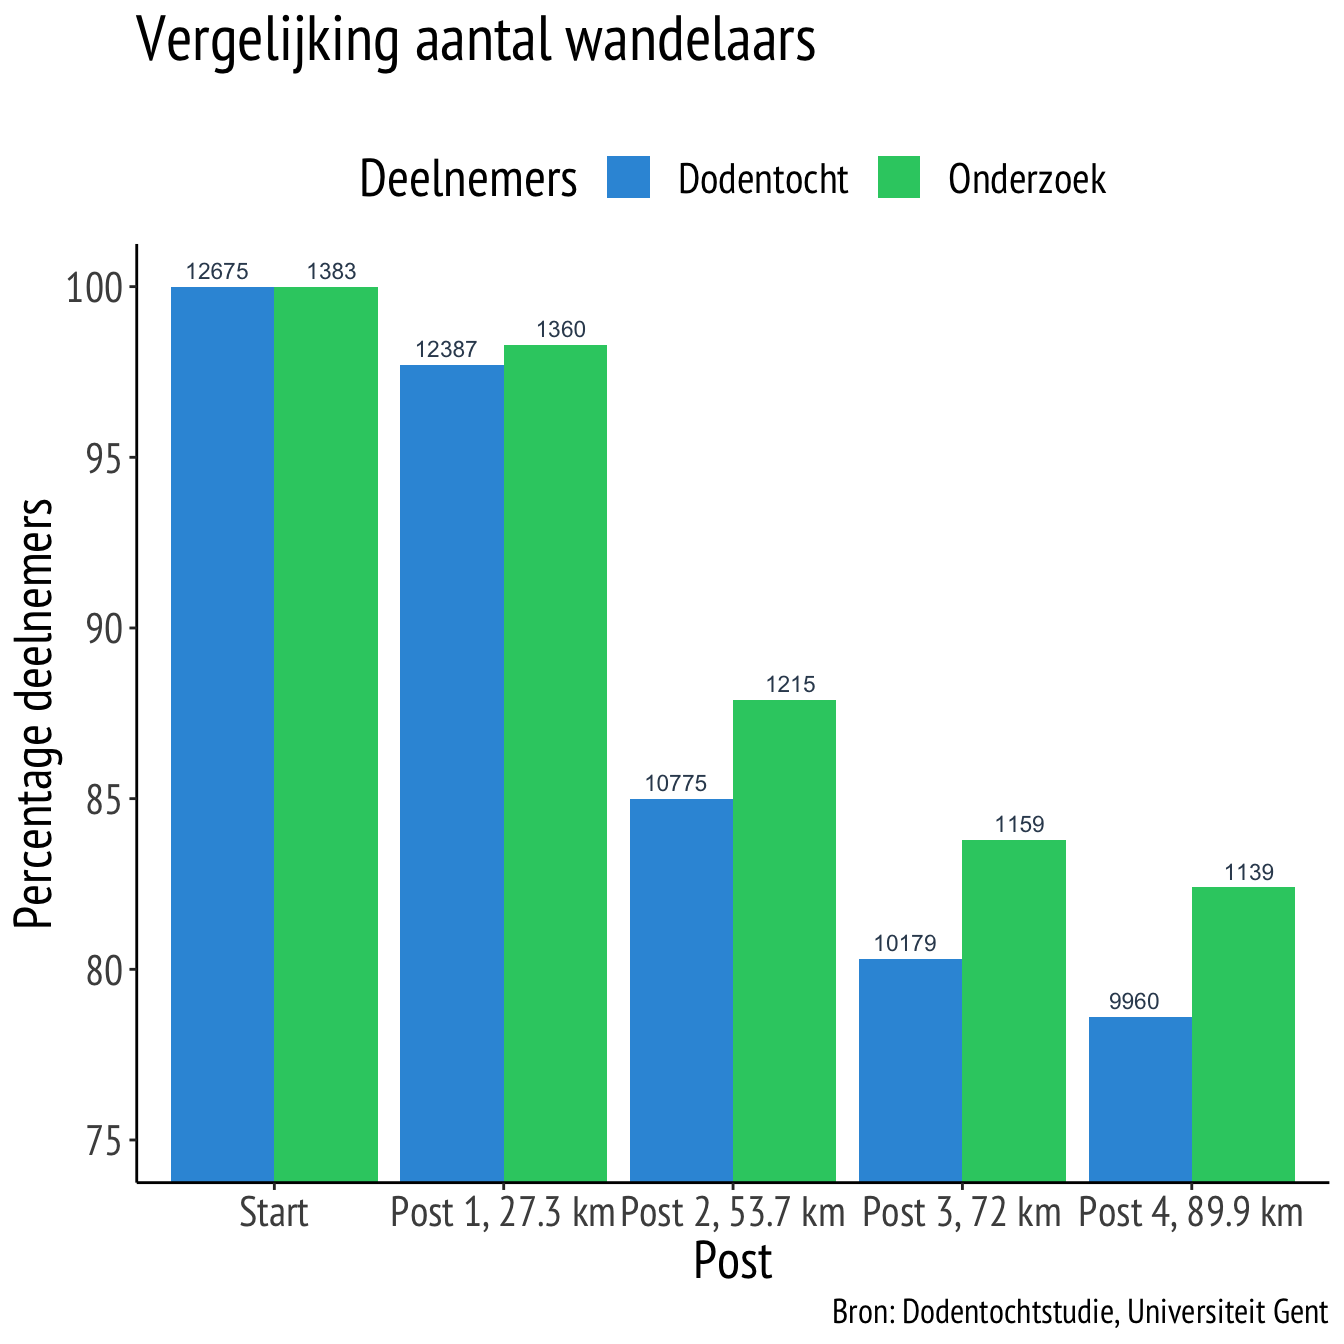 Vergelijking aantal wandelaars
Deelnemers Dodentocht Onderzoek
Percentage deelnemers
100
95
90
85
80
75
12675 1383
12387 1360
10775 1215
10179 1159
9960 1139
Start Post 1, 27.3 km Post 2, 53.7 km Post 3, 72 km Post 4, 89.9 km
Post
Bron: Dodentochtstudie, Universiteit Gent